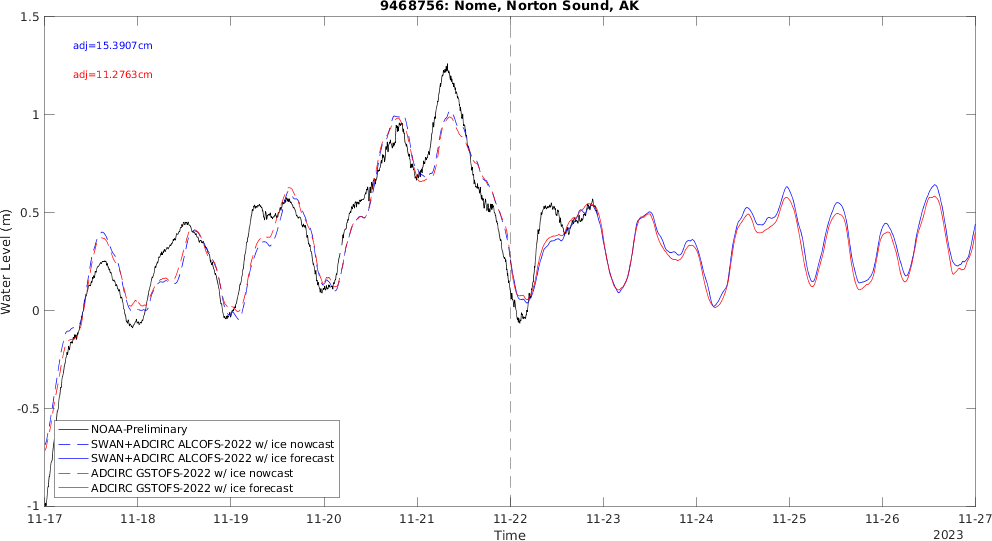 9468756: Nome, Norton Sound, AK
adj=15.3907cm
adj=11.2763cm
Water Level (m)
1.5
1
0.5
0
-0.5
-1
NOAA-Preliminary
SWAN+ADCIRC ALCOFS-2022 w/ ice nowcast
SWAN+ADCIRC ALCOFS-2022 w/ ice forecast
ADCIRC GSTOFS-2022 w/ ice nowcast
ADCIRC GSTOFS-2022 w/ ice forecast
11-17 11-18 11-19 11-20 11-21 11-22 11-23 11-24 11-25 11-26 11-27
Time
2023